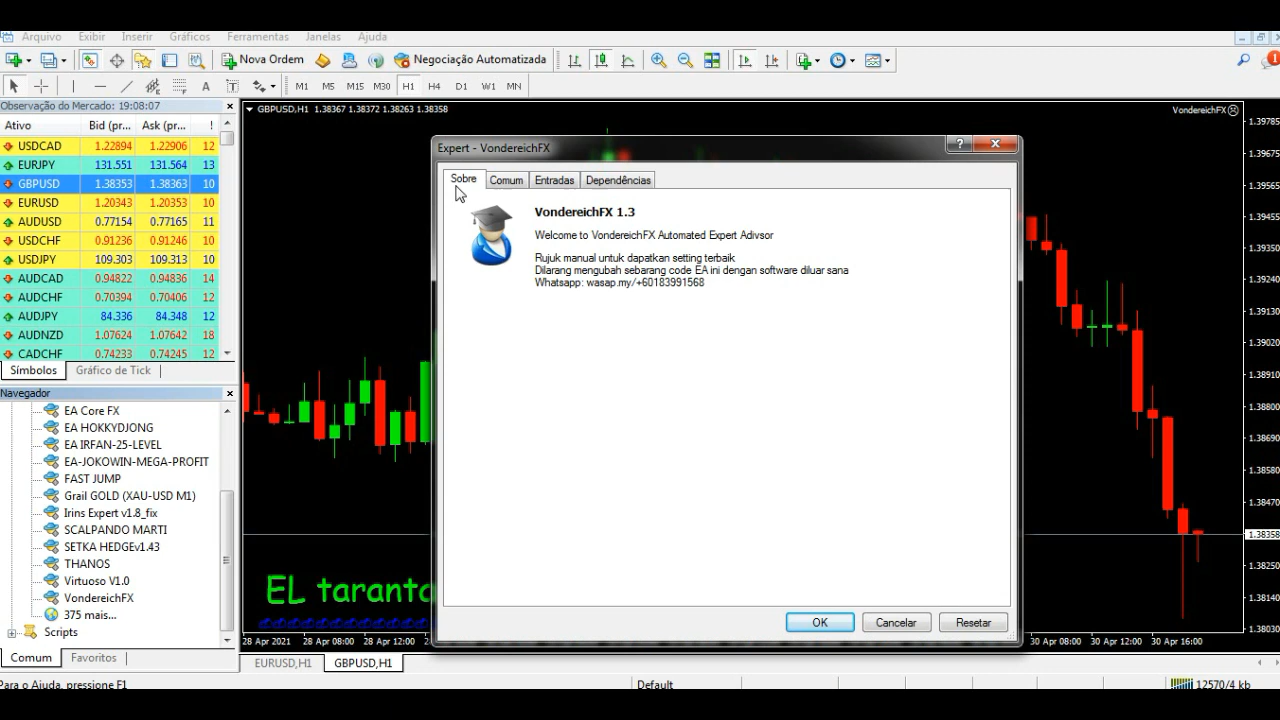 Arquivo Exibir Inserir Gráficos Ferramentas Janelas Ajuda
Nova Ordem Negociação Automatizada
M1 M5 M15 M30 H1 H4 D1 W1 MN
Observação do Mercado: 19:08:07
Ativo Bid (pr... Ask (pr... !
USDCAD 1.22894 1.22906 12
EURJPY 131.551 131.564 13
GBPUSD 1.38353 1.38363 10
EURUSD 1.20343 1.20353 10
AUDUSD 0.77154 0.77165 11
USDCHF 0.91236 0.91246 10
USDJPY 109.303 109.313 10
AUDCAD 0.94822 0.94836 14
AUDCHF 0.70394 0.70406 12
AUDJPY 84.336 84.348 12
AUDNZD 1.07624 1.07642 18
CADCHF 0.74233 0.74245 12
Símbolos Gráfico de Tick
Navegador
EA Core FX
EA HOKKYDJONG
EA IRFAN-25-LEVEL
EA-JOKOWIN-MEGA-PROFIT
FAST JUMP
Grail GOLD (XAU-USD M1)
Irins Expert v1.8_fix
SCALPANDO MARTI
SETKA HEDGEv1.43
THANOS
Virtuoso V1.0
VondereichFX
375 mais...
Scripts
Comum Favoritos
GBPUSD,H1 1.38367 1.38372 1.38263 1.38358
VondereichFX
Expert - VondereichFX
Sobre Comum Entradas Dependências
VondereichFX 1.3
Welcome to VondereichFX Automated Expert Adivsor
Rujuk manual untuk dapatkan setting terbaik
Dilarang mengubah sebarang code EA ini dengan software diluar sana
Whatsapp: wasap.my/+60183991568
OK Cancelar Resetar
EL taranto
1.39785
1.39675
1.39565
1.39455
1.39350
1.39240
1.39130
1.39020
1.38910
1.38800
1.38690
1.38580
1.38470
1.38358
1.38250
1.38140
1.38030
28 Apr 2021 28 Apr 08:00 28 Apr 12:00 30 Apr 08:00 30 Apr 12:00 30 Apr 16:00
EURUSD,H1 GBPUSD,H1
Para o Ajuda, pressione F1 Default 12570/4 kb